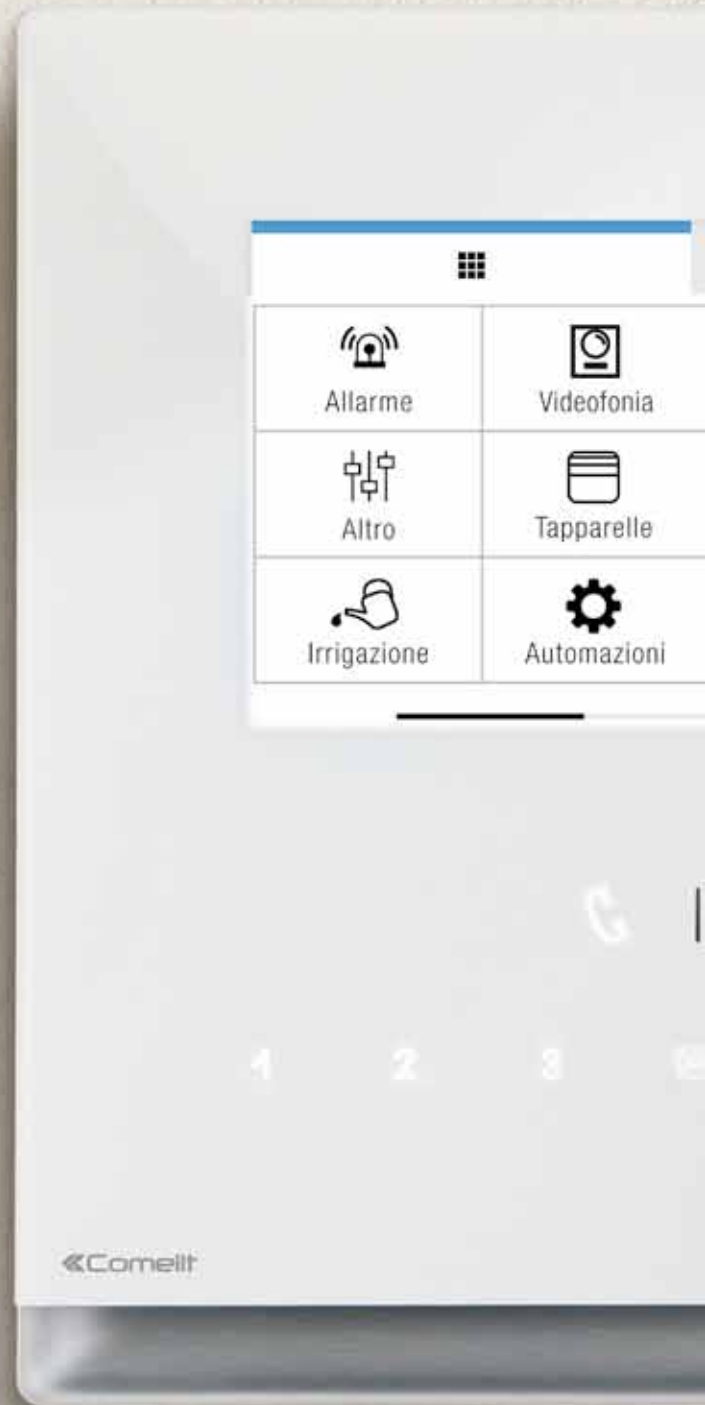 Allarme
Videofonia
Altro
Tapparelle
Irrigazione
Automazioni
1 2 3
Comelit